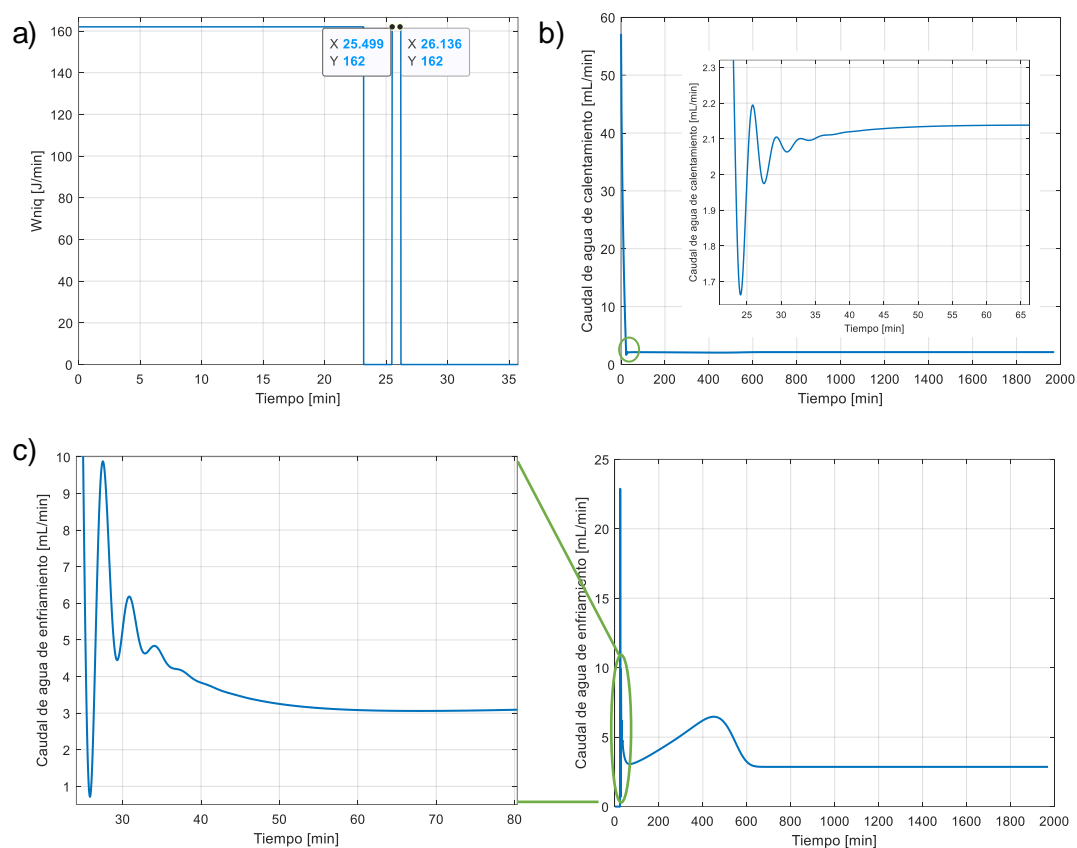 a)
Wniq [J/min]
160
140
120
100
80
60
40
20
0
X 25.499
Y 162
X 26.136
Y 162
0 5 10 15 20 25 30 35
Tiempo [min]
b)
Caudal de agua de calentamiento [mL/min]
60
50
40
30
20
10
0
Caudal de agua de calentamiento [mL/min]
2.3
2.2
2.1
2
1.9
1.8
1.7
25 30 35 40 45 50 55 60 65
Tiempo [min]
0 200 400 600 800 1000 1200 1400 1600 1800 2000
Tiempo [min]
c)
Caudal de agua de enfriamiento [mL/min]
10
9
8
7
6
5
4
3
2
1
30 40 50 60 70 80
Tiempo [min]
Caudal de agua de enfriamiento [mL/min]
25
20
15
10
5
0
0 200 400 600 800 1000 1200 1400 1600 1800 2000
Tiempo [min]